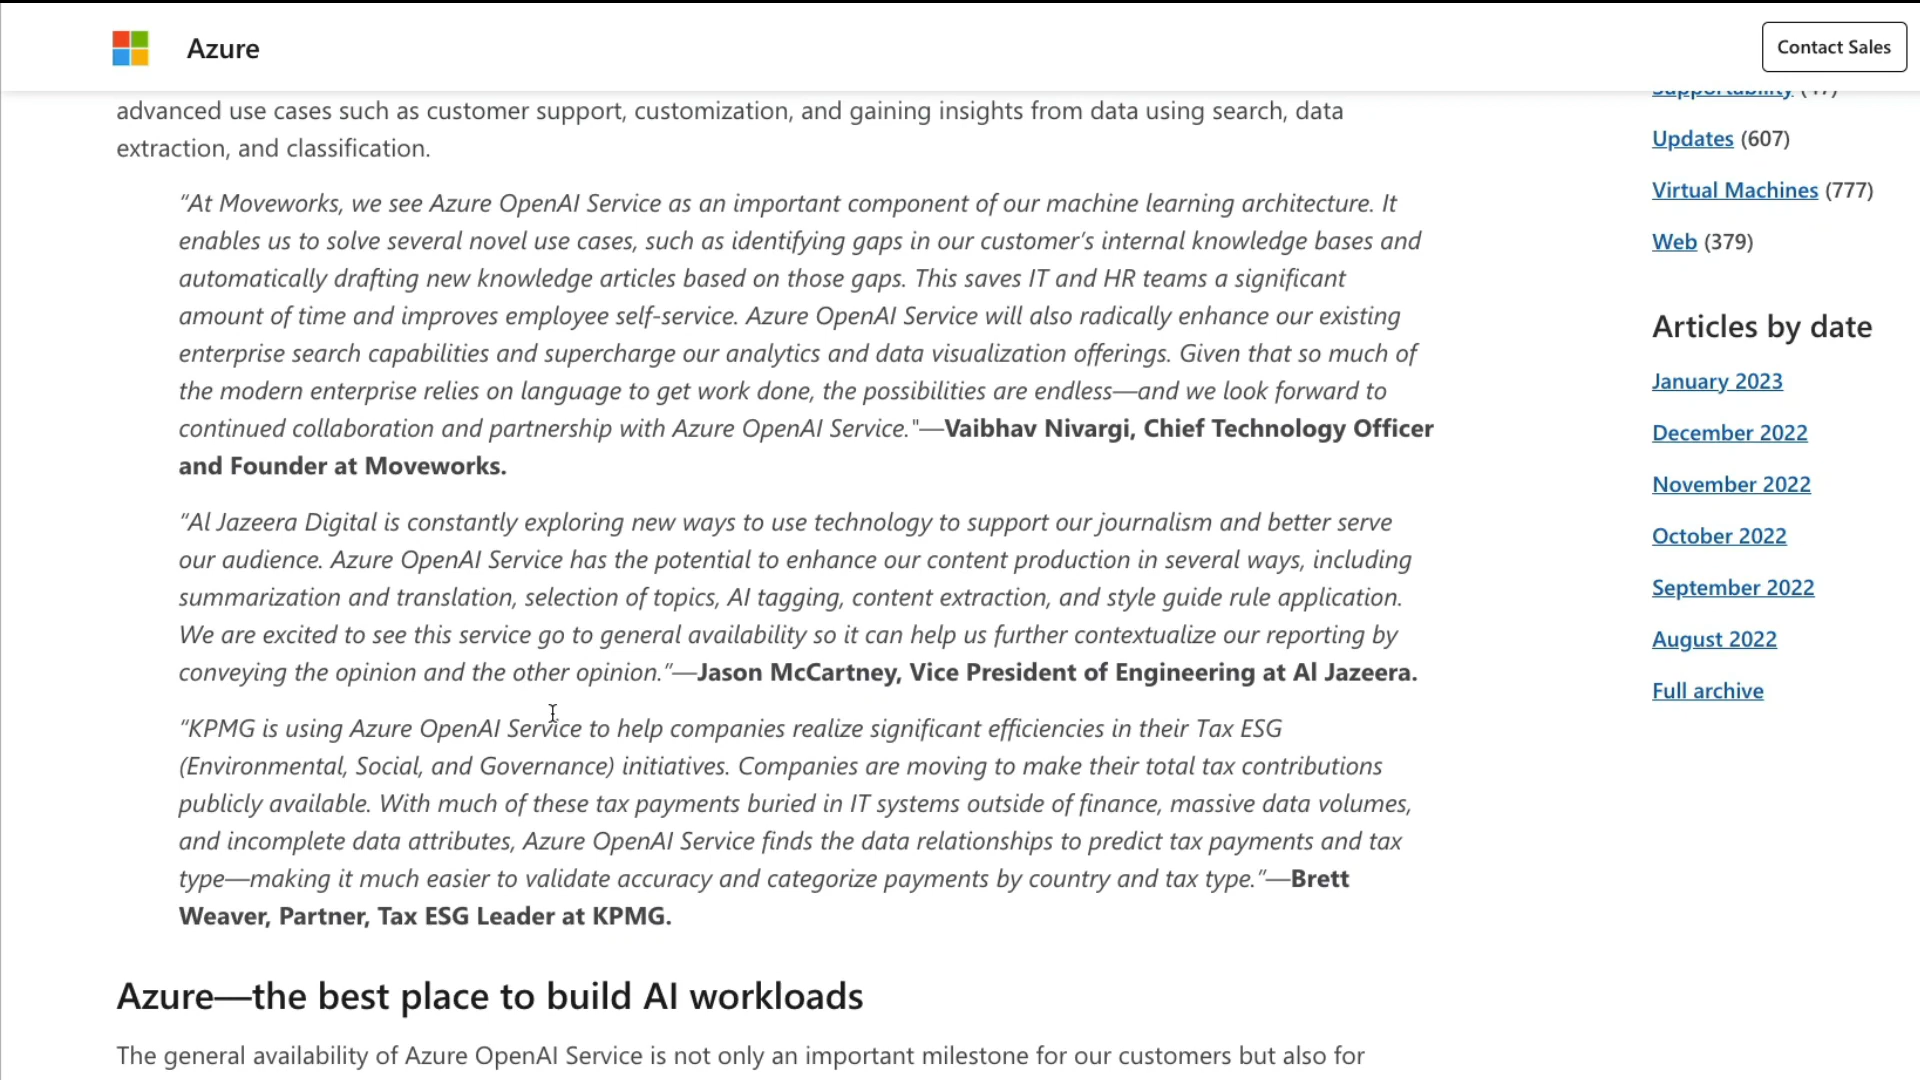 Azure
Contact Sales
advanced use cases such as customer support, customization, and gaining insights from data using search, data
extraction, and classification.
“At Moveworks, we see Azure OpenAI Service as an important component of our machine learning architecture. It
enables us to solve several novel use cases, such as identifying gaps in our customer’s internal knowledge bases and
automatically drafting new knowledge articles based on those gaps. This saves IT and HR teams a significant
amount of time and improves employee self-service. Azure OpenAI Service will also radically enhance our existing
enterprise search capabilities and supercharge our analytics and data visualization offerings. Given that so much of
the modern enterprise relies on language to get work done, the possibilities are endless—and we look forward to
continued collaboration and partnership with Azure OpenAI Service."—Vaibhav Nivargi, Chief Technology Officer
and Founder at Moveworks.
“Al Jazeera Digital is constantly exploring new ways to use technology to support our journalism and better serve
our audience. Azure OpenAI Service has the potential to enhance our content production in several ways, including
summarization and translation, selection of topics, AI tagging, content extraction, and style guide rule application.
We are excited to see this service go to general availability so it can help us further contextualize our reporting by
conveying the opinion and the other opinion.”—Jason McCartney, Vice President of Engineering at Al Jazeera.
“KPMG is using Azure OpenAI Service to help companies realize significant efficiencies in their Tax ESG
(Environmental, Social, and Governance) initiatives. Companies are moving to make their total tax contributions
publicly available. With much of these tax payments buried in IT systems outside of finance, massive data volumes,
and incomplete data attributes, Azure OpenAI Service finds the data relationships to predict tax payments and tax
type—making it much easier to validate accuracy and categorize payments by country and tax type.”—Brett
Weaver, Partner, Tax ESG Leader at KPMG.
Azure—the best place to build AI workloads
The general availability of Azure OpenAI Service is not only an important milestone for our customers but also for
Supportability
Updates (607)
Virtual Machines (777)
Web (379)
Articles by date
January 2023
December 2022
November 2022
October 2022
September 2022
August 2022
Full archive